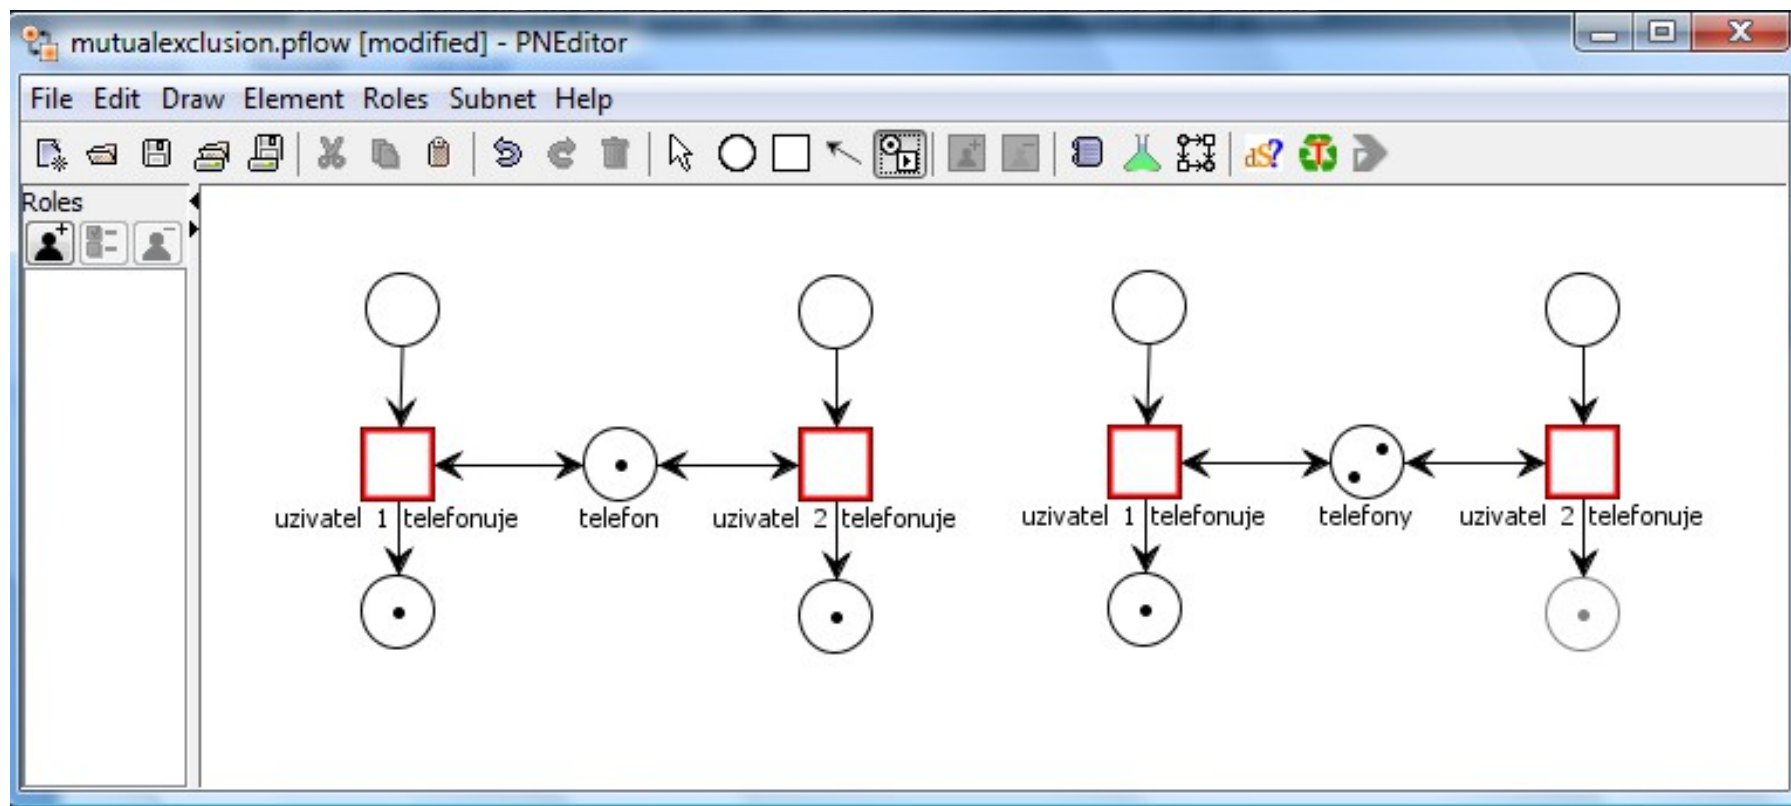 mutualexclusion.pflow [modified] - PNEditor
File Edit Draw Element Roles Subnet Help
dS? T
Roles
uzivatel 1 telefonuje telefon uzivatel 2 telefonuje uzivatel 1 telefonuje telefony uzivatel 2 telefonuje